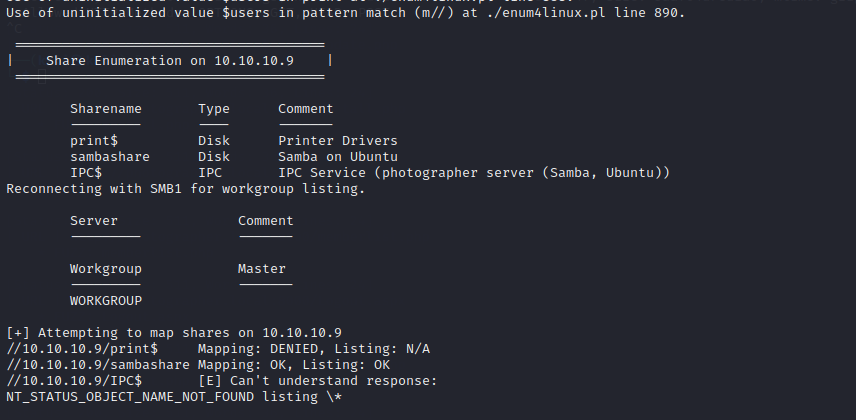 Use of uninitialized value $users in pattern match (m//) at ./enum4linux.pl line 890.
| Share Enumeration on 10.10.10.9 |
Sharename Type Comment
print$ Disk Printer Drivers
sambashare Disk Samba on Ubuntu
IPC$ IPC IPC Service (photographer server (Samba, Ubuntu))
Reconnecting with SMB1 for workgroup listing.
Server Comment
Workgroup Master
WORKGROUP
[+] Attempting to map shares on 10.10.10.9
//10.10.10.9/print$ Mapping: DENIED, Listing: N/A
//10.10.10.9/sambashare Mapping: OK, Listing: OK
//10.10.10.9/IPC$ [E] Can't understand response:
NT_STATUS_OBJECT_NAME_NOT_FOUND listing \*